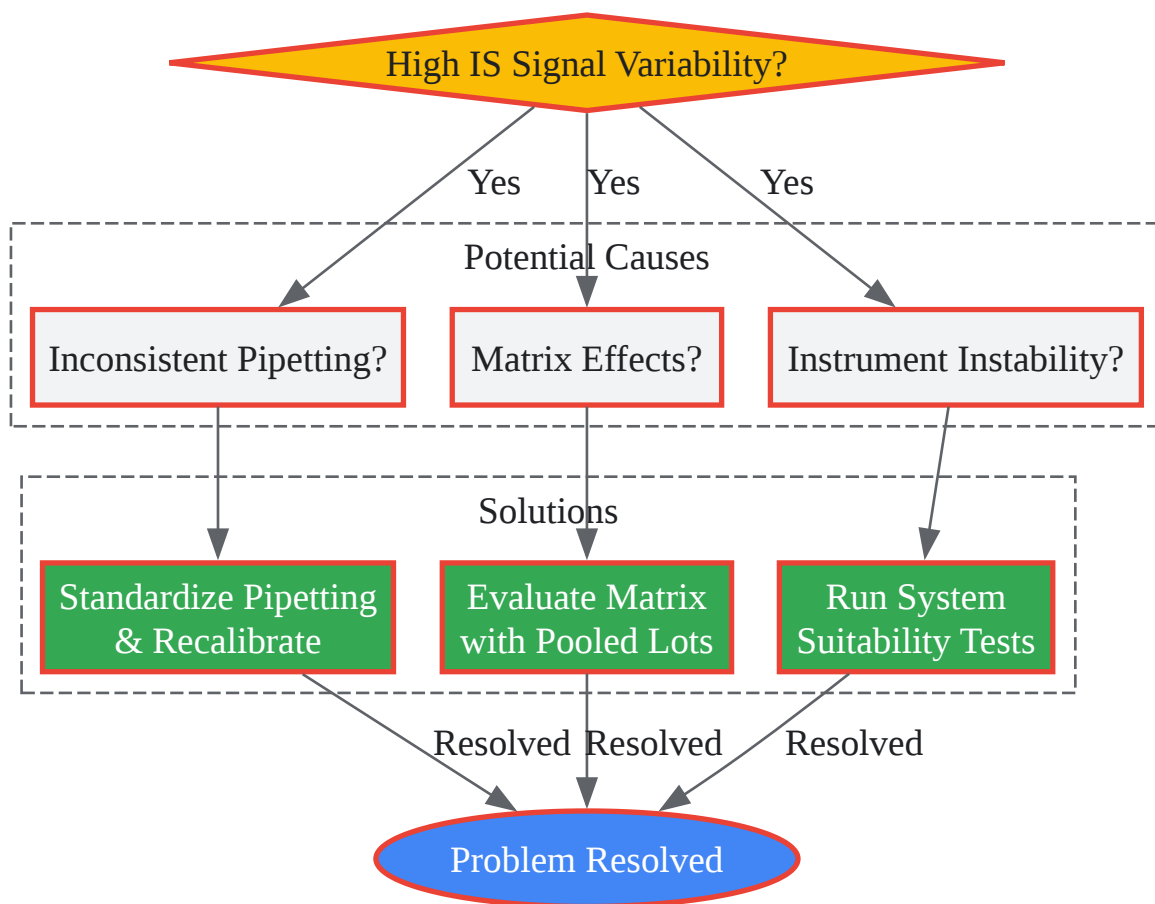 High IS Signal Variability?
Yes
Yes
Yes
Potential Causes
Inconsistent Pipetting?
Matrix Effects?
Instrument Instability?
Solutions
Standardize Pipetting
& Recalibrate
Evaluate Matrix
with Pooled Lots
Run System
Suitability Tests
Resolved
Resolved
Resolved
Problem Resolved